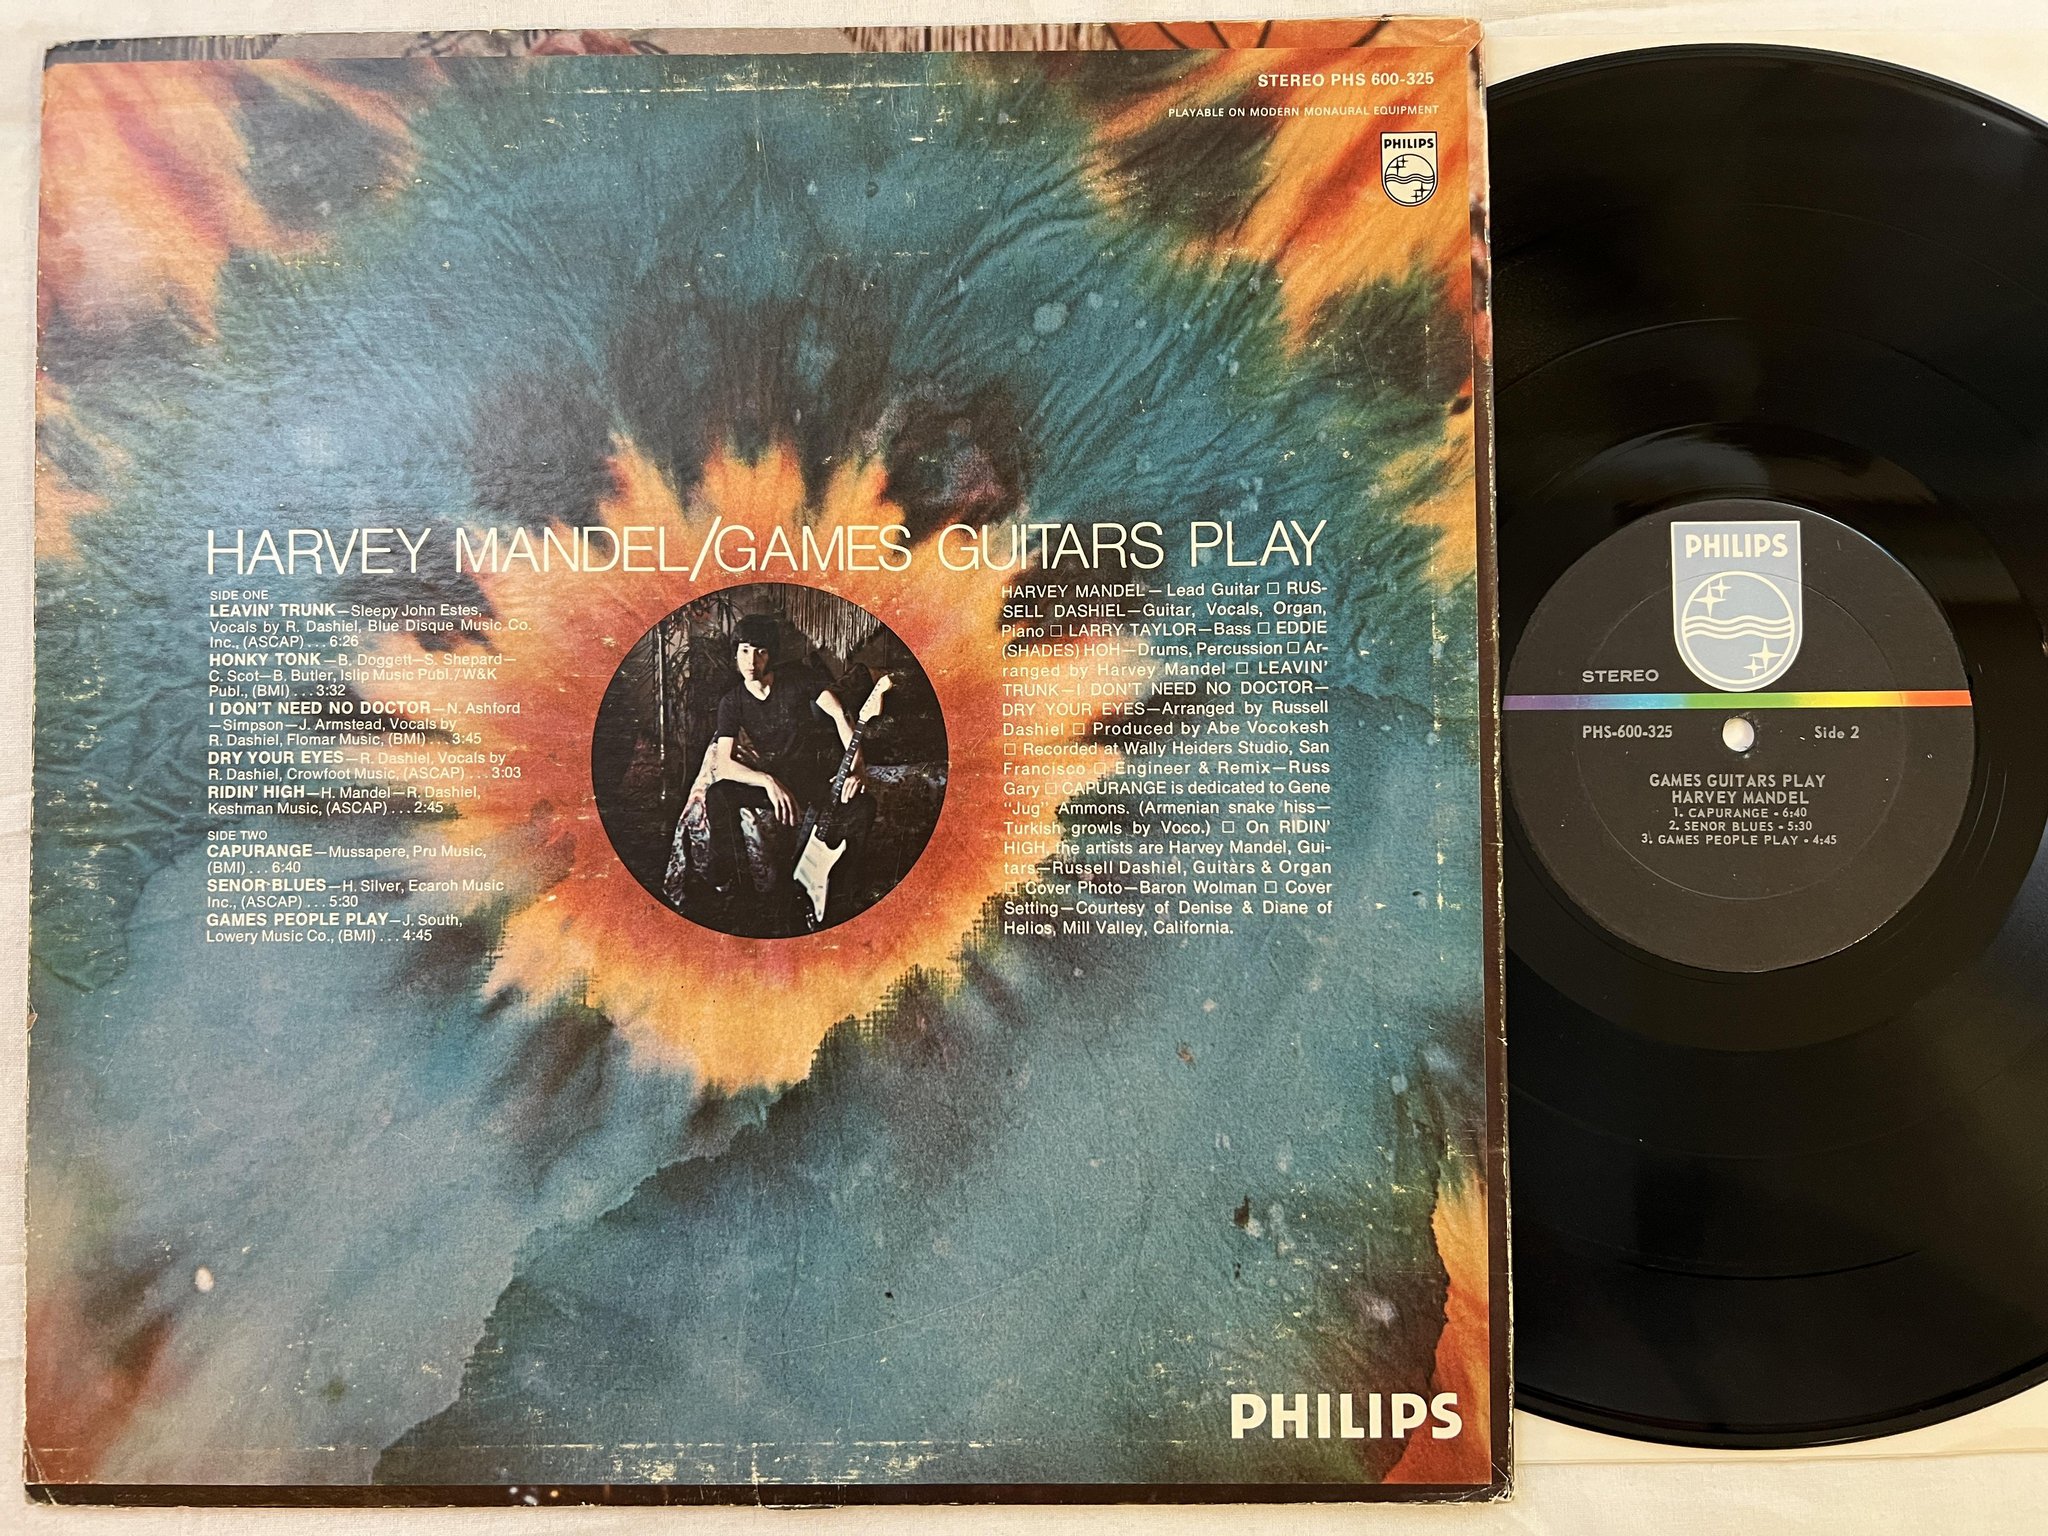 STEREO PHS 600-325
PLAYABLE ON MODERN MONAURAL EQUIPMENT
PHILIPS
HARVEY MANDEL/GAMES GUITARS PLAY
SIDE ONE
LEAVIN' TRUNK—Sleepy John Estes,
Vocals by R. Dashiel, Blue Disque Music Co.
Inc., (ASCAP) . . . 6:26
HONKY TONK—B. Doggett—S. Shepard—
C. Scot—B. Butler, Islip Music Publ./W&K
Publ., (BMI) . . . 3:32
I DON'T NEED NO DOCTOR—N. Ashford
—Simpson—J. Armstead, Vocals by
R. Dashiel, Flomar Music, (BMI) . . . 3:45
DRY YOUR EYES—R. Dashiel, Vocals by
R. Dashiel, Crowfoot Music, (ASCAP) . . . 3:03
RIDIN' HIGH—H. Mandel—R. Dashiel,
Keshman Music, (ASCAP) . . . 2:45
SIDE TWO
CAPURANGE—Mussapere, Pru Music,
(BMI) . . . 6:40
SENOR BLUES—H. Silver, Ecaroh Music
Inc., (ASCAP) . . . 5:30
GAMES PEOPLE PLAY—J. South,
Lowery Music Co., (BMI) . . . 4:45
HARVEY MANDEL—Lead Guitar □ RUS-
SELL DASHIEL—Guitar, Vocals, Organ,
Piano □ LARRY TAYLOR—Bass □ EDDIE
(SHADES) HOH—Drums, Percussion □ Ar-
ranged by Harvey Mandel □ LEAVIN'
TRUNK—I DON'T NEED NO DOCTOR—
DRY YOUR EYES—Arranged by Russell
Dashiel □ Produced by Abe Vocokesh
□ Recorded at Wally Heiders Studio, San
Francisco □ Engineer & Remix—Russ
Gary □ CAPURANGE is dedicated to Gene
"Jug" Ammons. (Armenian snake hiss—
Turkish growls by Voco.) □ On RIDIN'
HIGH, the artists are Harvey Mandel, Gui-
tars—Russell Dashiel, Guitars & Organ
□ Cover Photo—Baron Wolman □ Cover
Setting—Courtesy of Denise & Diane of
Helios, Mill Valley, California.
PHILIPS
PHILIPS
STEREO
PHS-600-325
Side 2
GAMES GUITARS PLAY
HARVEY MANDEL
1. CAPURANGE • 6:40
2. SENOR BLUES • 5:30
3. GAMES PEOPLE PLAY • 4:45